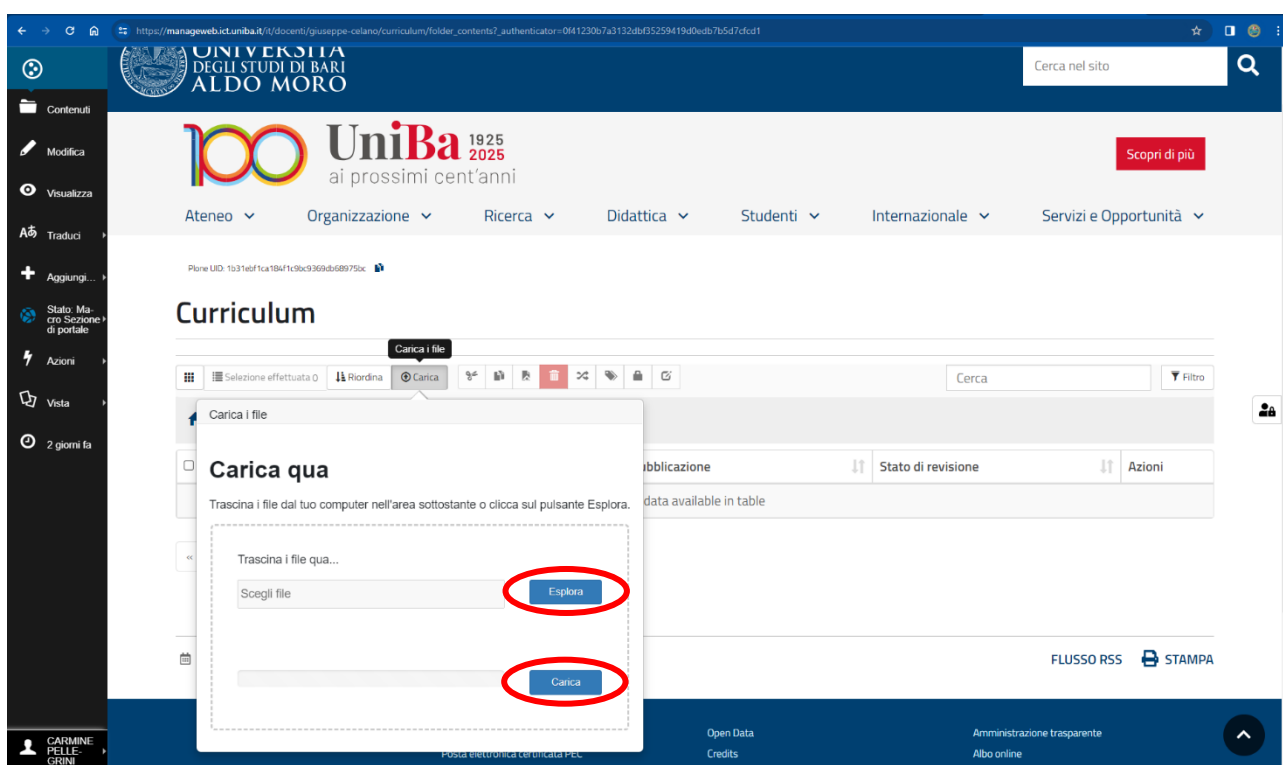 https://manageweb.ict.uniba.it/it/docenti/giuseppe-celano/curriculum/folder_contents?_authenticator=0f41230b7a3132dbf35259419d0edb7b5d7cfcd1
UNIVERSITÀ
DEGLI STUDI DI BARI
ALDO MORO
Cerca nel sito
Contenuti
Modifica
Visualizza
Traduci
Aggiungi...
Stato: Ma-
cro Sezione
di portale
Azioni
Vista
2 giorni fa
CARMINE
PELLE-
GRINI
100 UniBa 1925
2025
ai prossimi cent'anni
Scopri di più
Ateneo Organizzazione Ricerca Didattica Studenti Internazionale Servizi e Opportunità
Plone UID: 1b31ebf1ca184f1c9bc9369db68975bc
Curriculum
Carica i file
Selezione effettuata 0 Riordina Carica Cerca Filtro
Carica i file
Carica qua
Trascina i file dal tuo computer nell'area sottostante o clicca sul pulsante Esplora.
Trascina i file qua...
Scegli file Esplora
Carica
Stato di revisione Azioni
data available in table
«
FLUSSO RSS STAMPA
Open Data Amministrazione trasparente
Posta elettronica certificata PEC Credits Albo online